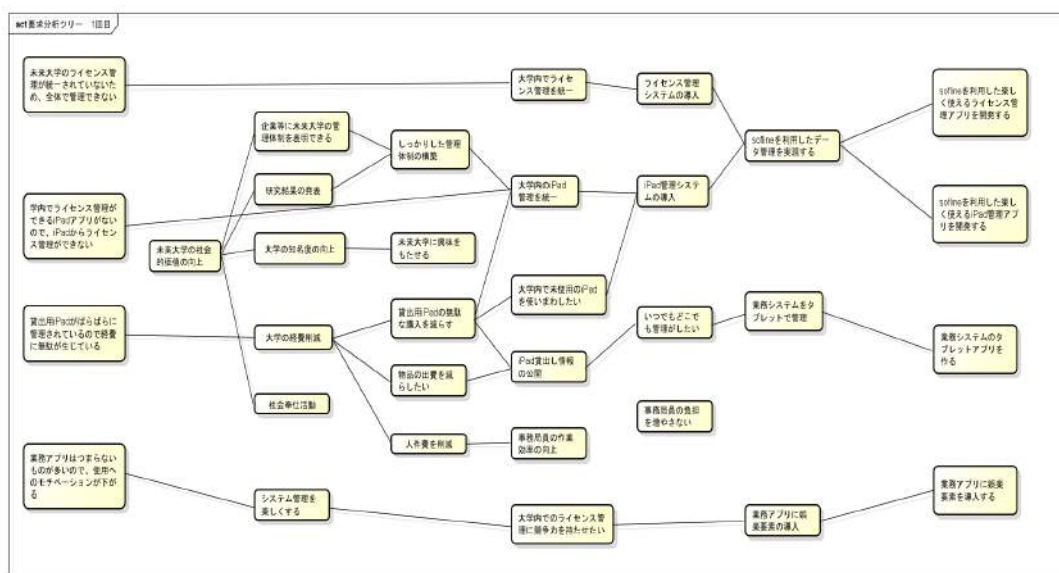 act要求分析ツリー 1回目
未来大学のライセンス管
理が統一されていないた
め、全体で管理できない
学内でライセンス管理が
できるiPadアプリがない
ので、iPadからライセ
ンス管理ができない
貸出用iPadがばらばらに
管理されているので経費
に無駄が生じている
業務アプリはつまらない
ものが多いので、使用へ
のモチベーションが下が
る
未来大学の社会
的価値の向上
企業等に未来大学の管
理体制を表明できる
研究結果の発表
大学の知名度の向上
大学の経費削減
社会奉仕活動
システム管理を
楽しくする
しっかりした管理
体制の構築
未来大学に興味を
もたせる
貸出用iPadの無駄
な購入を減らす
物品の出費を減
らしたい
人件費を削減
大学内でライセ
ンス管理を統一
大学内のiPad
管理を統一
大学内で未使用のiPad
を使いまわしたい
iPad貸出し情報
の公開
事務局員の作業
効率の向上
大学内でのライセンス管
理に競争力を持たせたい
ライセンス管理
システムの導入
iPad管理システ
ムの導入
いつでもどこで
も管理がしたい
事務局員の負担
を増やさない
sofineを利用したデー
タ管理を実現する
業務システムをタ
ブレットで管理
業務アプリに娯
楽要素の導入
sofineを利用した楽し
く使えるライセンス管
理アプリを開発する
sofineを利用した楽し
く使えるiPad管理アプ
リを開発する
業務システムのタ
ブレットアプリを
作る
業務アプリに娯楽
要素を導入する